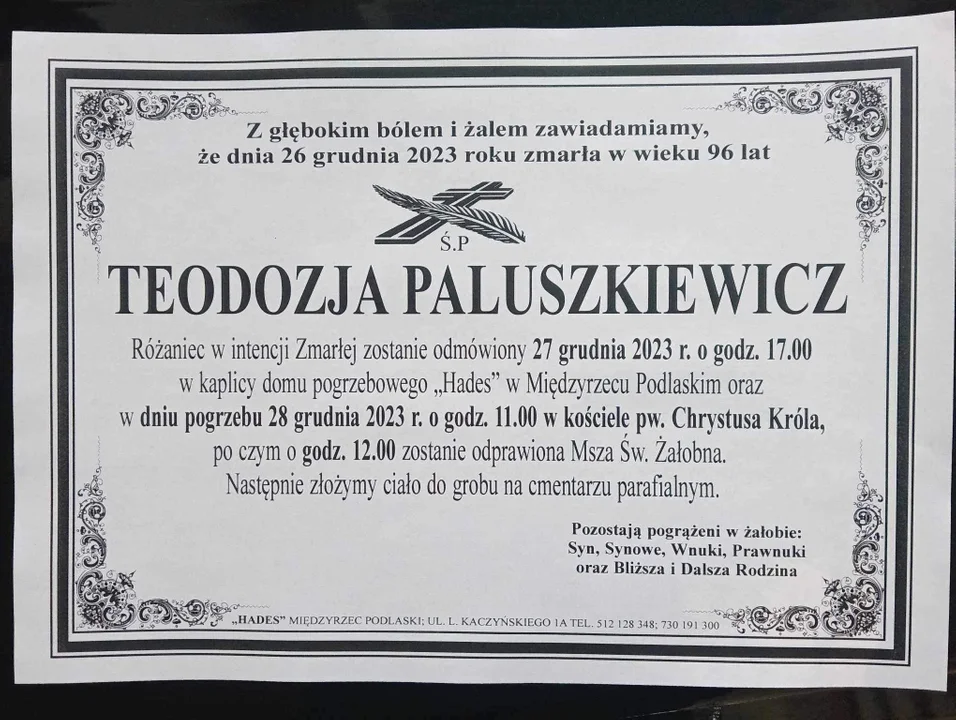 Z głębokim bólem i żalem zawiadamiamy,
że dnia 26 grudnia 2023 roku zmarła w wieku 96 lat
Ś.P
TEODOZJA PALUSZKIEWICZ
Różaniec w intencji Zmarłej zostanie odmówiony 27 grudnia 2023 r. o godz. 17.00
w kaplicy domu pogrzebowego „Hades” w Międzyrzecu Podlaskim oraz
w dniu pogrzebu 28 grudnia 2023 r. o godz. 11.00 w kościele pw. Chrystusa Króla,
po czym o godz. 12.00 zostanie odprawiona Msza Św. Żałobna.
Następnie złożymy ciało do grobu na cmentarzu parafialnym.
Pozostają pogrążeni w żałobie:
Syn, Synowe, Wnuki, Prawnuki
oraz Bliższa i Dalsza Rodzina
„HADES” MIĘDZYRZEC PODLASKI; UL. L. KACZYŃSKIEGO 1A TEL. 512 128 348; 730 191 300